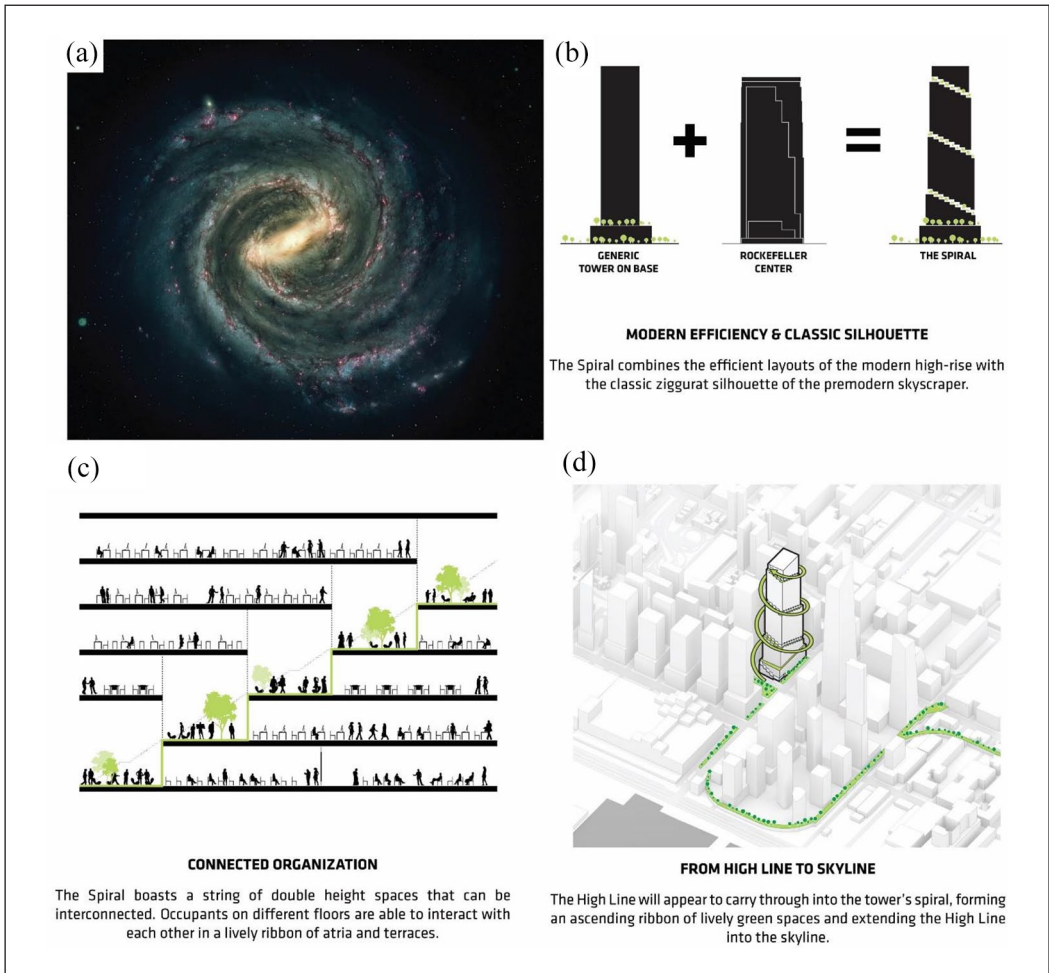 (a)
(b)
GENERIC
TOWER ON BASE
ROCKEFELLER
CENTER
THE SPIRAL
MODERN EFFICIENCY & CLASSIC SILHOUETTE
The Spiral combines the efficient layouts of the modern high-rise with
the classic ziggurat silhouette of the premodern skyscraper.
(c)
CONNECTED ORGANIZATION
The Spiral boasts a string of double height spaces that can be
interconnected. Occupants on different floors are able to interact with
each other in a lively ribbon of atria and terraces.
(d)
FROM HIGH LINE TO SKYLINE
The High Line will appear to carry through into the tower's spiral, forming
an ascending ribbon of lively green spaces and extending the High Line
into the skyline.